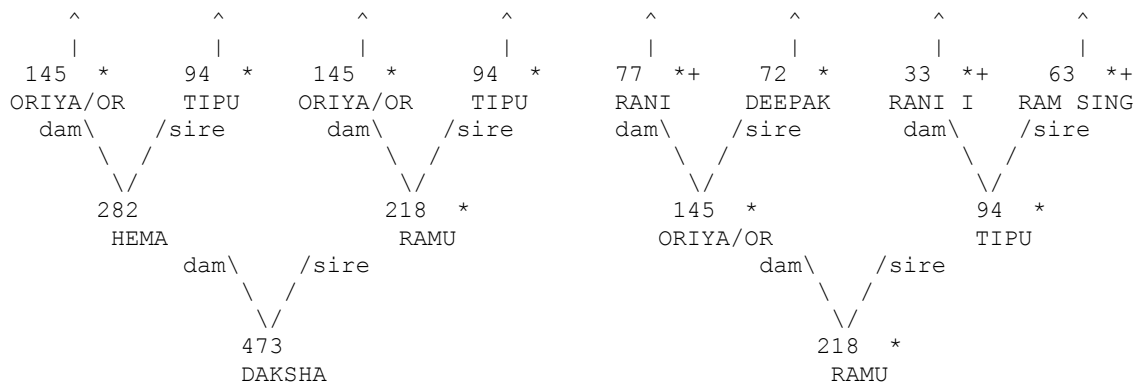 ^ ^ ^ ^ ^ ^ ^ ^
| | | | | | | |
145 * 94 * 145 * 94 * 77 *+ 72 * 33 *+ 63 *+
ORIYA/OR TIPU ORIYA/OR TIPU RANI DEEPAK RANI I RAM SING
dam\ /sire dam\ /sire dam\ /sire dam\ /sire
\ / \ / \ / \ /
\/ \/ \/ \/
282 218 * 145 * 94 *
HEMA RAMU ORIYA/OR TIPU
dam\ /sire dam\ /sire
\ / \ /
\/ \/
473 218 *
DAKSHA RAMU